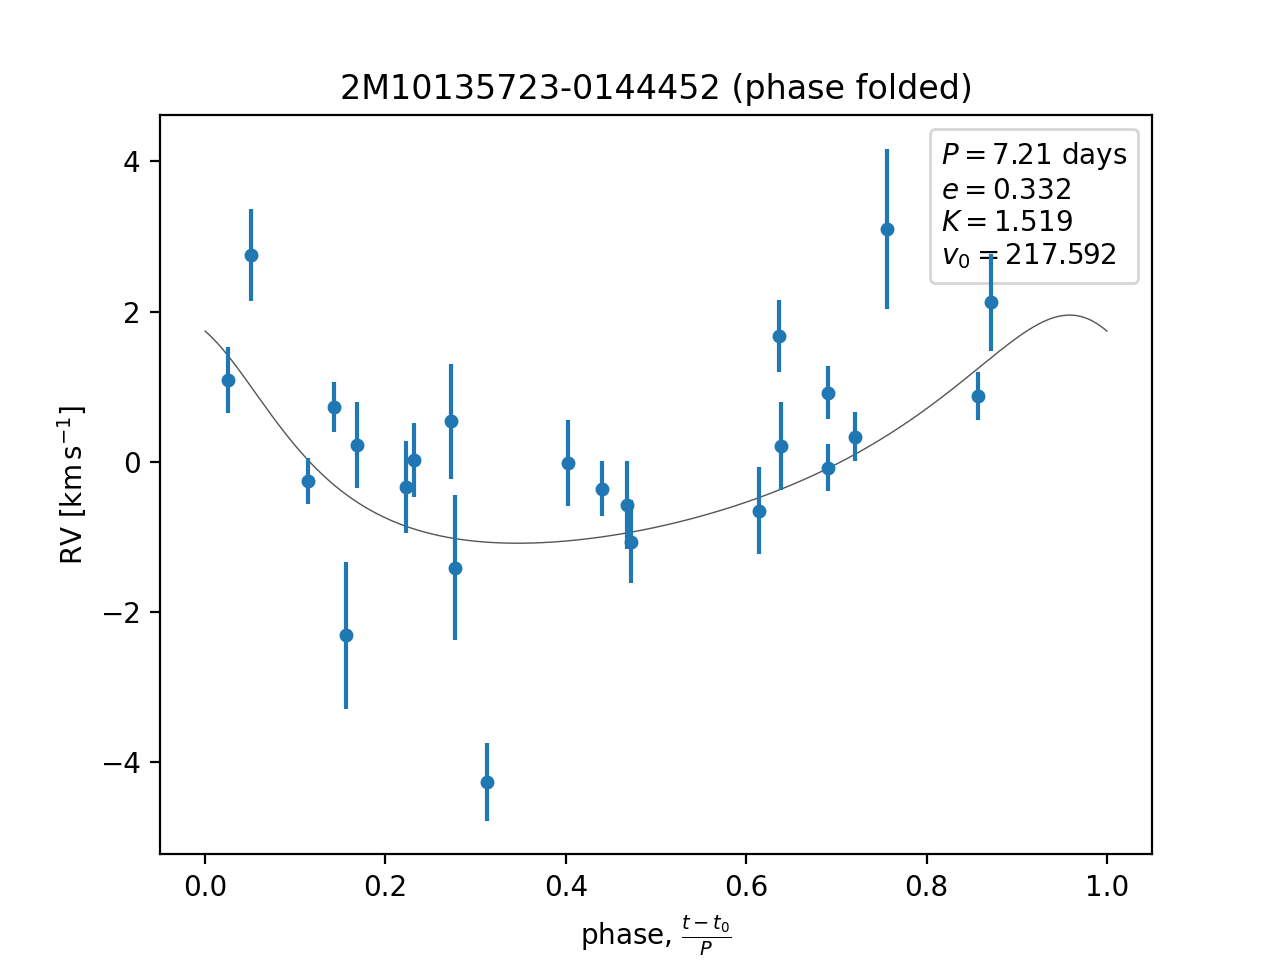 2M10135723-0144452 (phase folded)
P = 7.21 days
e = 0.332
K = 1.519
v₀ = 217.592
RV [km s⁻¹]
4
2
0
−2
−4
0.0 0.2 0.4 0.6 0.8 1.0
phase, (t − t₀)/P